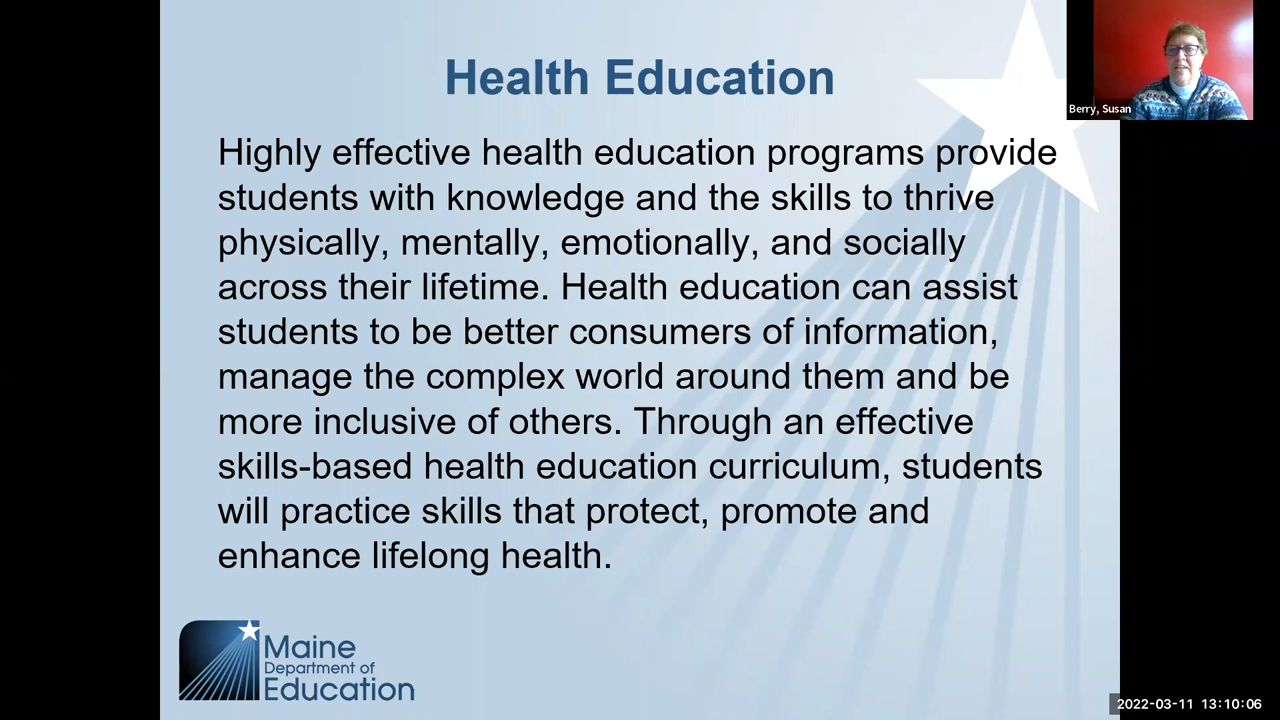 Health Education
Berry, Susan
Highly effective health education programs provide
students with knowledge and the skills to thrive
physically, mentally, emotionally, and socially
across their lifetime. Health education can assist
students to be better consumers of information,
manage the complex world around them and be
more inclusive of others. Through an effective
skills-based health education curriculum, students
will practice skills that protect, promote and
enhance lifelong health.
Maine
Department of
Education
2022-03-11 13:10:06